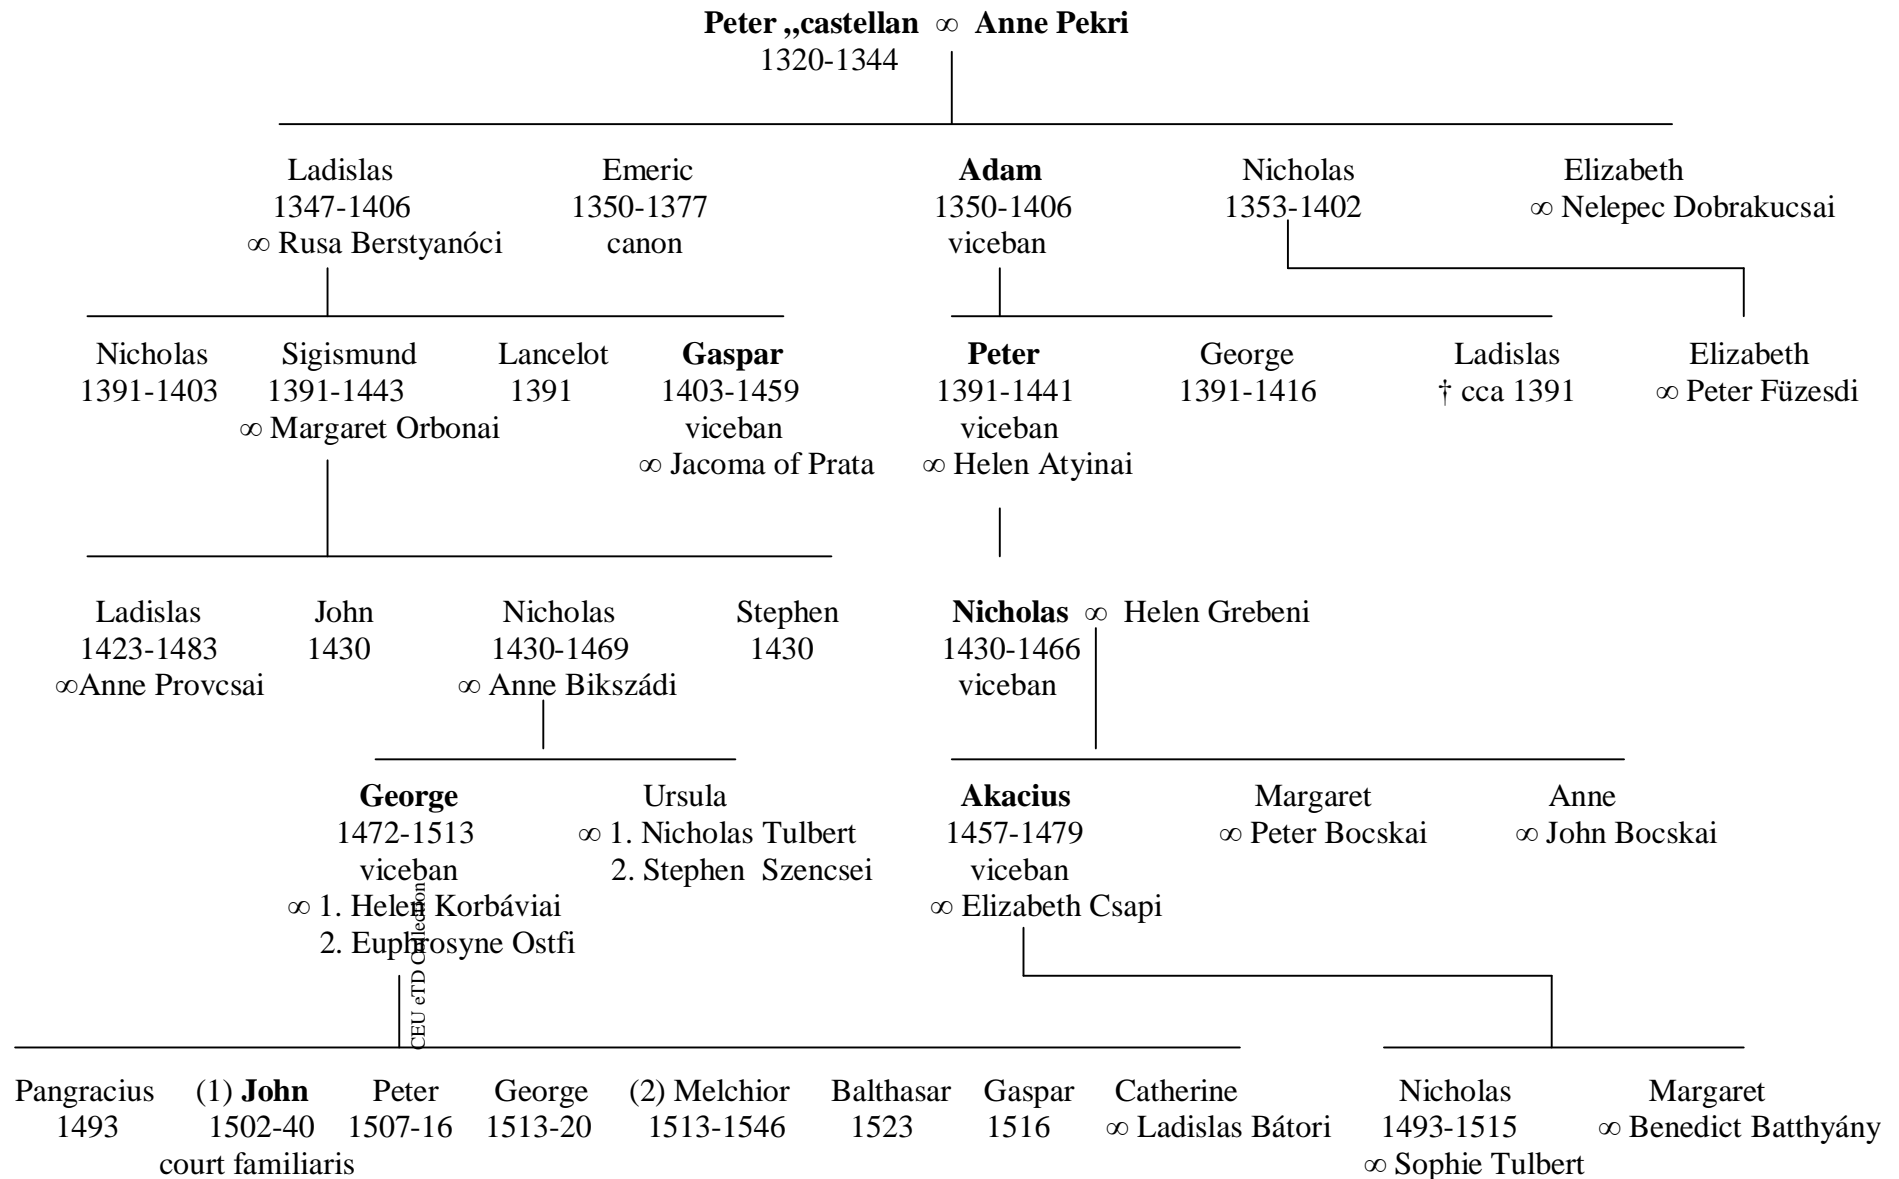 Peter „castellan ∞ Anne Pekri
1320-1344
Ladislas Emeric Adam Nicholas Elizabeth
1347-1406 1350-1377 1350-1406 1353-1402 ∞ Nelepec Dobrakucsai
∞ Rusa Berstyanóci canon viceban
Nicholas Sigismund Lancelot Gaspar Peter George Ladislas Elizabeth
1391-1403 1391-1443 1391 1403-1459 1391-1441 1391-1416 † cca 1391 ∞ Peter Füzesdi
∞ Margaret Orbonai viceban viceban
∞ Jacoma of Prata ∞ Helen Atyinai
Ladislas John Nicholas Stephen Nicholas ∞ Helen Grebeni
1423-1483 1430 1430-1469 1430 1430-1466
∞Anne Provcsai ∞ Anne Bikszádi viceban
George Ursula Akacius Margaret Anne
1472-1513 ∞ 1. Nicholas Tulbert 1457-1479 ∞ Peter Bocskai ∞ John Bocskai
viceban 2. Stephen Szencsei viceban
∞ 1. Helen Korbáviai ∞ Elizabeth Csapi
2. Euphrosyne Ostfi
CEU eTD Collection
Pangracius (1) John Peter George (2) Melchior Balthasar Gaspar Catherine Nicholas Margaret
1493 1502-40 1507-16 1513-20 1513-1546 1523 1516 ∞ Ladislas Bátori 1493-1515 ∞ Benedict Batthyány
court familiaris ∞ Sophie Tulbert